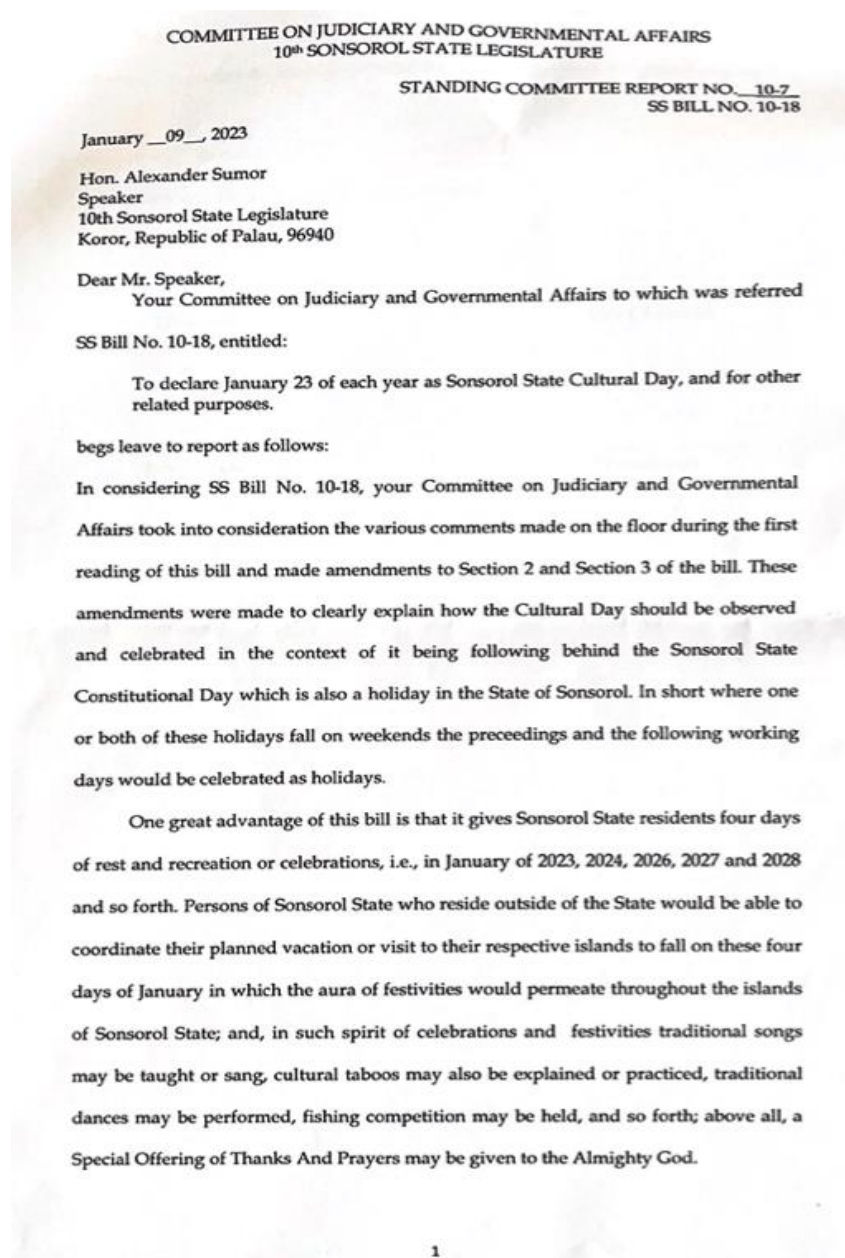 COMMITTEE ON JUDICIARY AND GOVERNMENTAL AFFAIRS
10th SONSOROL STATE LEGISLATURE
STANDING COMMITTEE REPORT NO. 10-7
SS BILL NO. 10-18
January __09__, 2023
Hon. Alexander Sumor
Speaker
10th Sonsorol State Legislature
Koror, Republic of Palau, 96940
Dear Mr. Speaker,
Your Committee on Judiciary and Governmental Affairs to which was referred
SS Bill No. 10-18, entitled:
To declare January 23 of each year as Sonsorol State Cultural Day, and for other
related purposes.
begs leave to report as follows:
In considering SS Bill No. 10-18, your Committee on Judiciary and Governmental
Affairs took into consideration the various comments made on the floor during the first
reading of this bill and made amendments to Section 2 and Section 3 of the bill. These
amendments were made to clearly explain how the Cultural Day should be observed
and celebrated in the context of it being following behind the Sonsorol State
Constitutional Day which is also a holiday in the State of Sonsorol. In short where one
or both of these holidays fall on weekends the preceedings and the following working
days would be celebrated as holidays.
One great advantage of this bill is that it gives Sonsorol State residents four days
of rest and recreation or celebrations, i.e., in January of 2023, 2024, 2026, 2027 and 2028
and so forth. Persons of Sonsorol State who reside outside of the State would be able to
coordinate their planned vacation or visit to their respective islands to fall on these four
days of January in which the aura of festivities would permeate throughout the islands
of Sonsorol State; and, in such spirit of celebrations and festivities traditional songs
may be taught or sang, cultural taboos may also be explained or practiced, traditional
dances may be performed, fishing competition may be held, and so forth; above all, a
Special Offering of Thanks And Prayers may be given to the Almighty God.
1